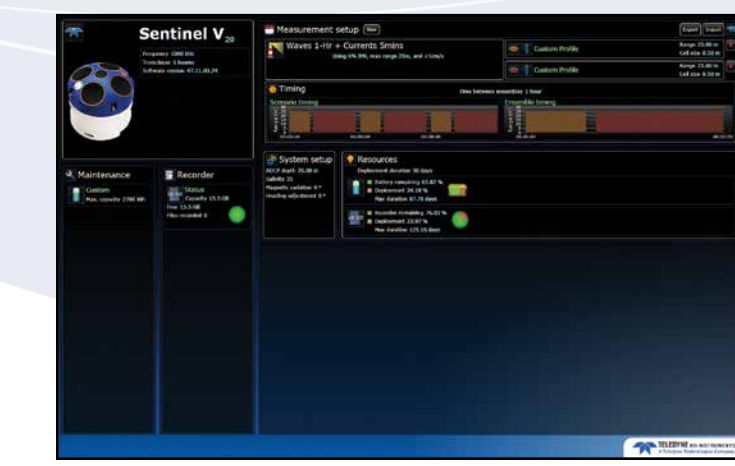 Sentinel V20
Frequency 1000 kHz
Transducer 5 beams
Software version 47.11.00.24
Maintenance
Custom
Max. capacity 2700 Wh
Recorder
Status
Capacity 15.5 GB
Free 15.5 GB
Files recorded 0
Measurement setup
Export Import
Waves 1-Hr + Currents 5mins
Custom Profile
Range 25.00 m
Cell size 0.50 m
Custom Profile
Range 25.00 m
Cell size 0.50 m
Timing
Time between ensembles 1 hour
Scenario timing
Ensemble timing
System setup
ADCP depth 20.00 m
Salinity 35
Magnetic variation 0 °
Heading adjustment 0 °
Resources
Deployment duration 30 days
Battery remaining 65.82 %
Deployment 34.18 %
Max duration 87.78 days
Recorder remaining 76.03 %
Deployment 23.97 %
Max duration 125.16 days
TELEDYNE RD INSTRUMENTS
A Teledyne Technologies Company